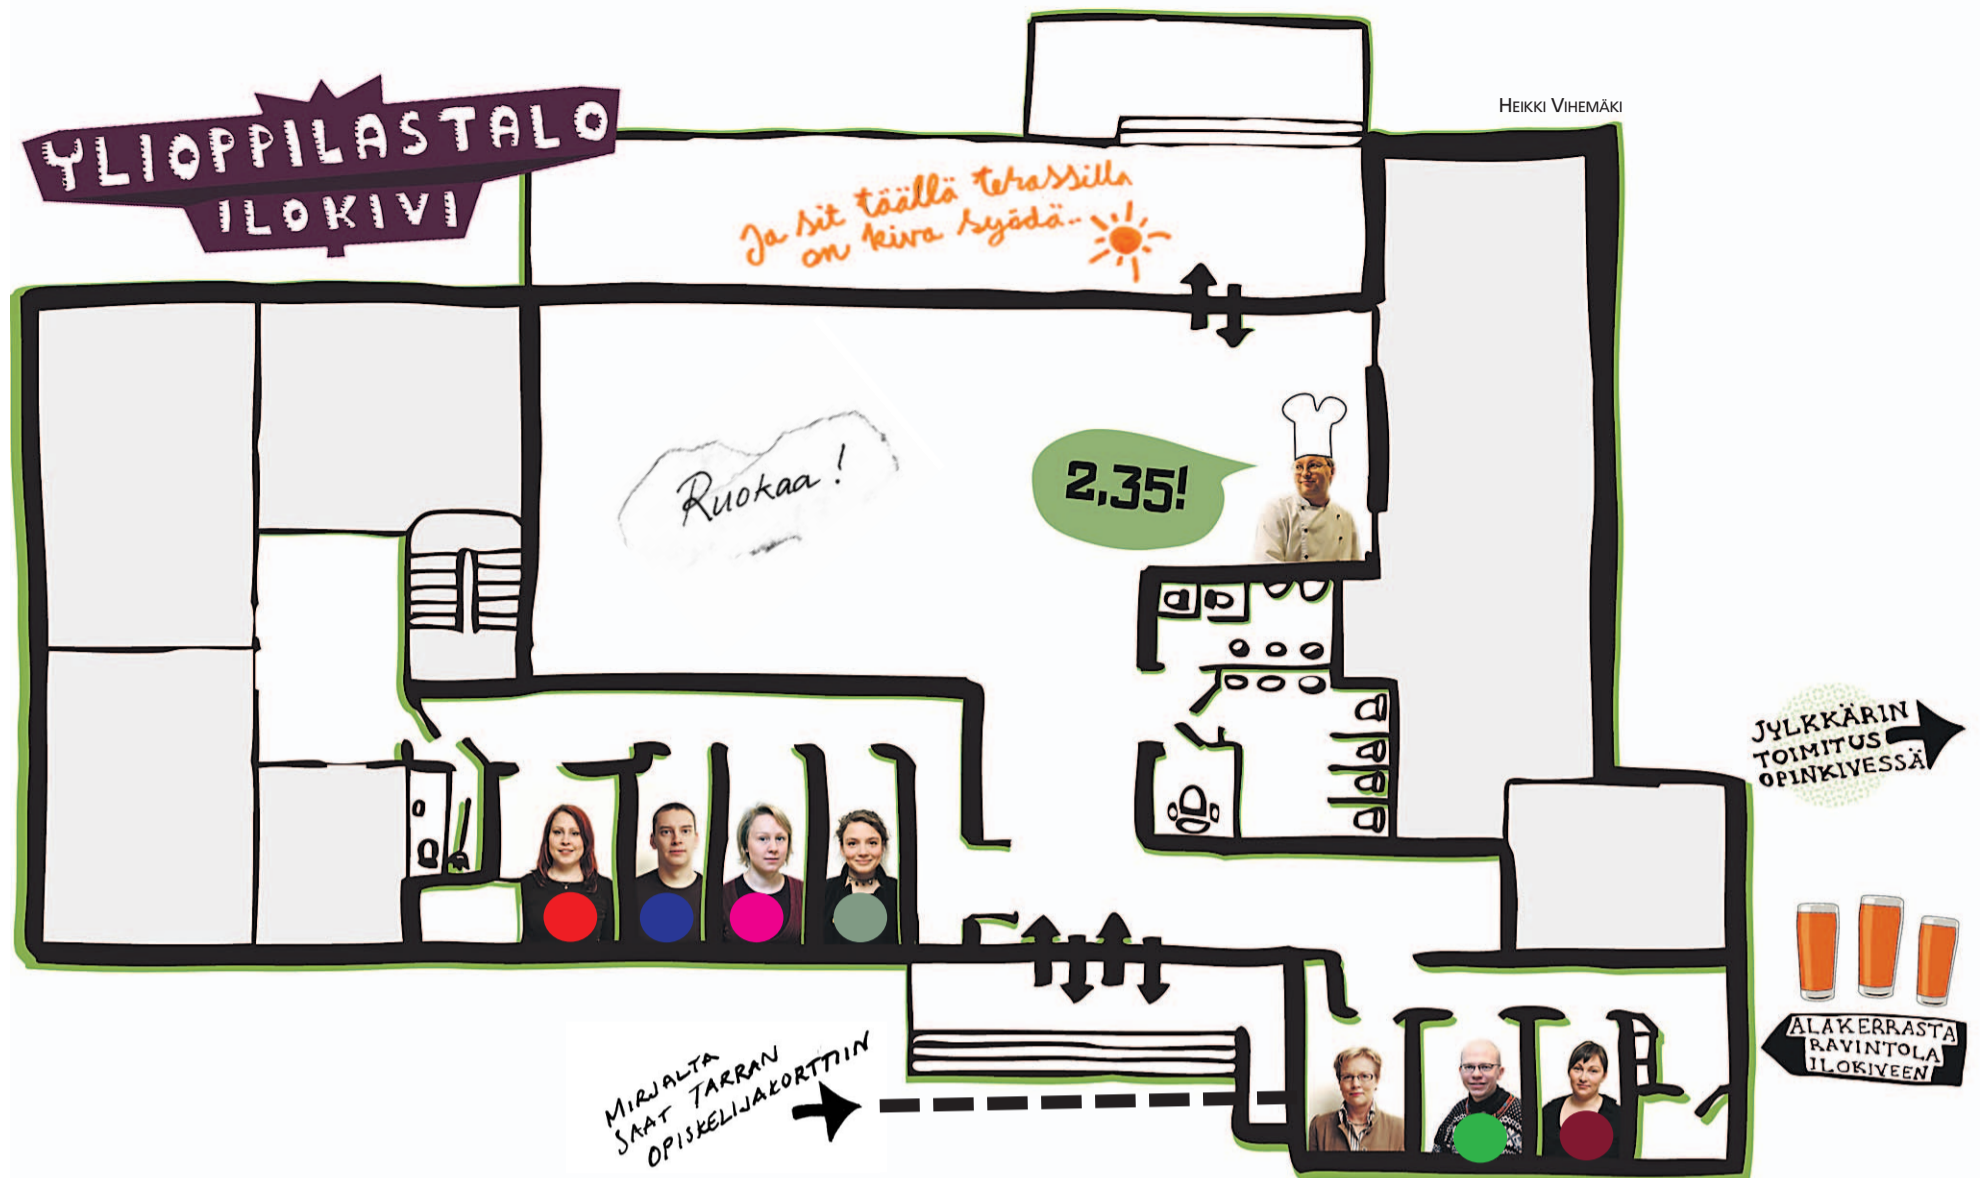 YLIOPPILASTALO
ILOKIVI
HEIKKI VIHEMÄKI
Ja sit täällä terassilla
on kiva syödä..
Ruokaa!
2,35!
JYLKKÄRIN
TOIMITUS
OPINKIVESSÄ
ALAKERRASTA
RAVINTOLA
ILOKIVEEN
MIRJALTA
SAAT TARRAN
OPISKELIJAKORTTIIN